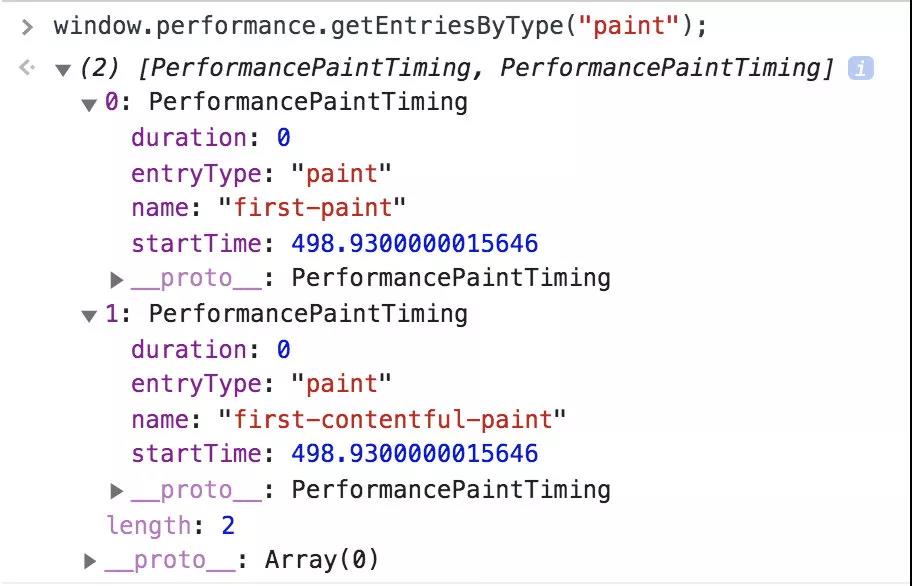 > window.performance.getEntriesByType("paint");
(2) [PerformancePaintTiming, PerformancePaintTiming] i
0: PerformancePaintTiming
duration: 0
entryType: "paint"
name: "first-paint"
startTime: 498.9300000015646
__proto__: PerformancePaintTiming
1: PerformancePaintTiming
duration: 0
entryType: "paint"
name: "first-contentful-paint"
startTime: 498.9300000015646
__proto__: PerformancePaintTiming
length: 2
__proto__: Array(0)